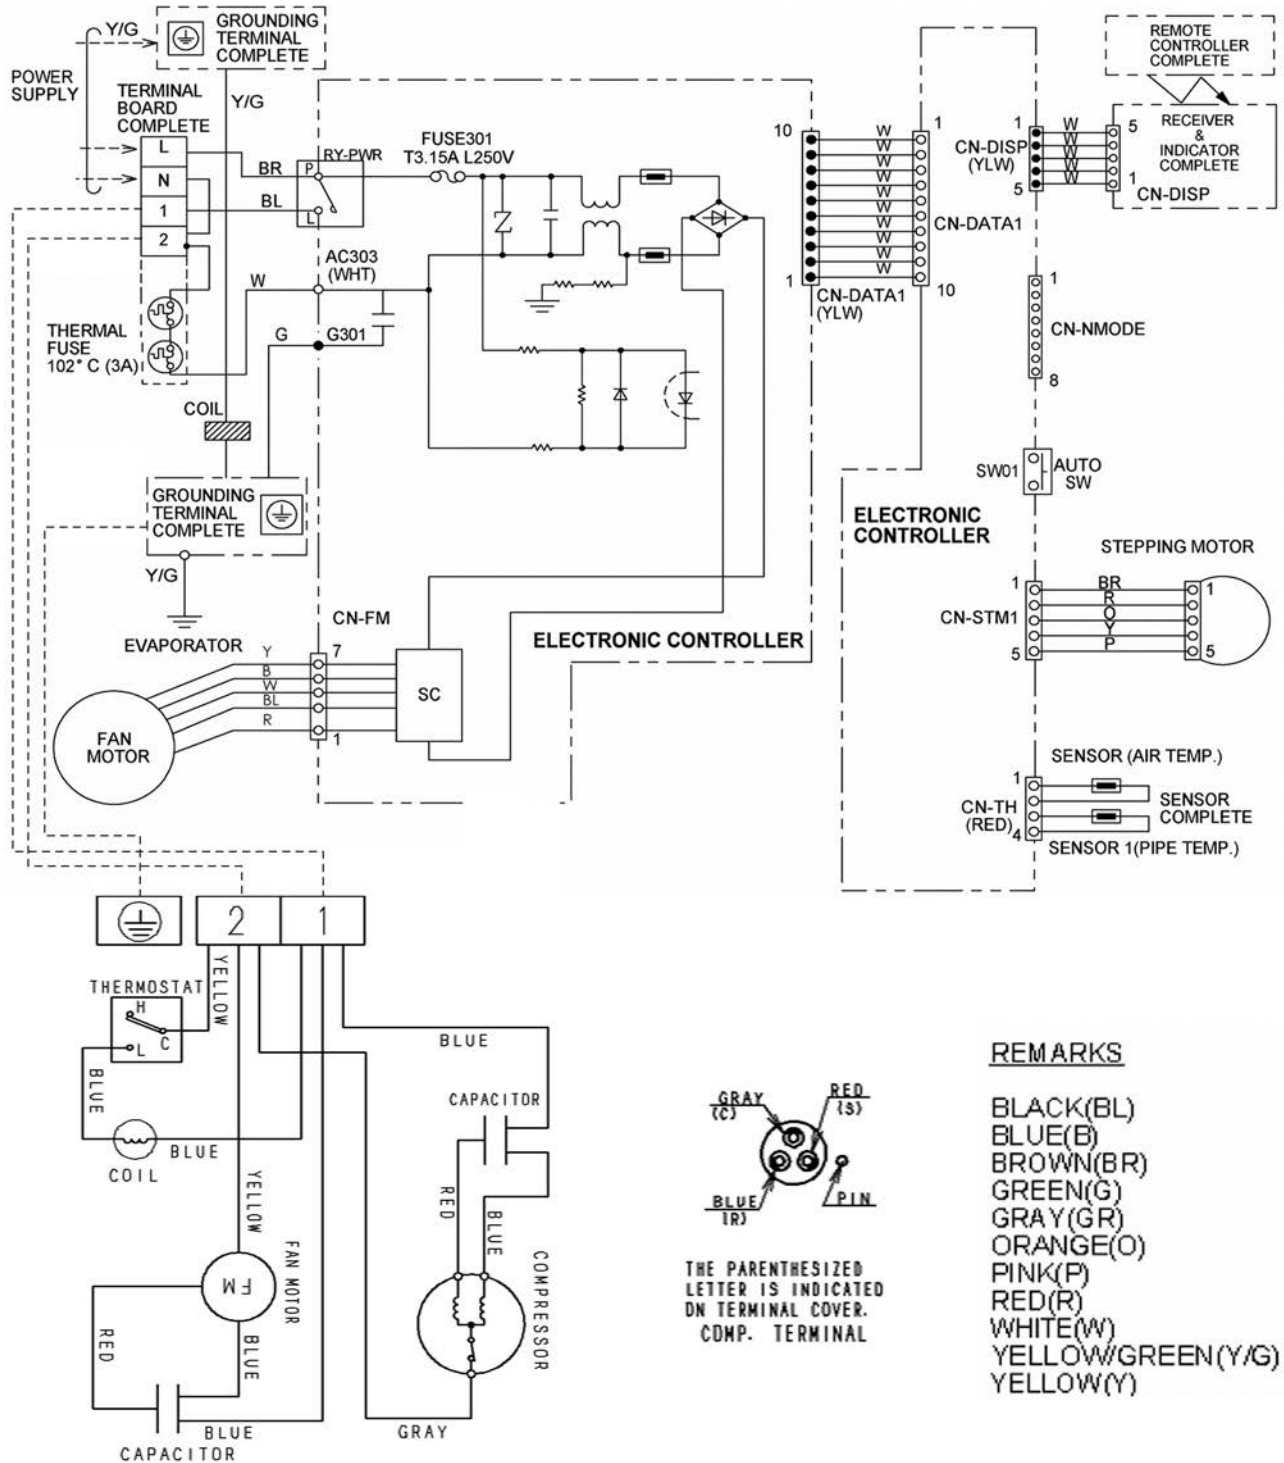 Y/G
GROUNDING
TERMINAL
COMPLETE
POWER
SUPPLY
TERMINAL
BOARD
COMPLETE
Y/G
L
N
1
2
BR
BL
RY-PWR
P
L
FUSE301
T3.15A L250V
AC303
(WHT)
W
G
G301
THERMAL
FUSE
102° C (3A)
COIL
GROUNDING
TERMINAL
COMPLETE
Y/G
EVAPORATOR
CN-FM
7
1
Y
B
W
BL
R
FAN
MOTOR
SC
ELECTRONIC CONTROLLER
10
1
W
W
W
W
W
W
W
W
W
W
CN-DATA1
(YLW)
1
CN-DATA1
10
REMOTE
CONTROLLER
COMPLETE
RECEIVER
&
INDICATOR
COMPLETE
1
CN-DISP
(YLW)
5
W
W
W
W
W
5
1
CN-DISP
1
CN-NMODE
8
SW01
AUTO
SW
ELECTRONIC
CONTROLLER
STEPPING MOTOR
1
CN-STM1
5
BR
R
O
Y
P
1
5
SENSOR (AIR TEMP.)
1
CN-TH
(RED)
4
SENSOR
COMPLETE
SENSOR 1(PIPE TEMP.)
2
1
THERMOSTAT
H
C
L
YELLOW
BLUE
COIL
BLUE
YELLOW
FAN MOTOR
FM
RED
BLUE
BLUE
CAPACITOR
BLUE
CAPACITOR
RED
BLUE
COMPRESSOR
GRAY
GRAY
(C)
RED
(S)
BLUE
(R)
PIN
THE PARENTHESIZED
LETTER IS INDICATED
ON TERMINAL COVER.
COMP. TERMINAL
REMARKS
BLACK(BL)
BLUE(B)
BROWN(BR)
GREEN(G)
GRAY(GR)
ORANGE(O)
PINK(P)
RED(R)
WHITE(W)
YELLOW/GREEN(Y/G)
YELLOW(Y)